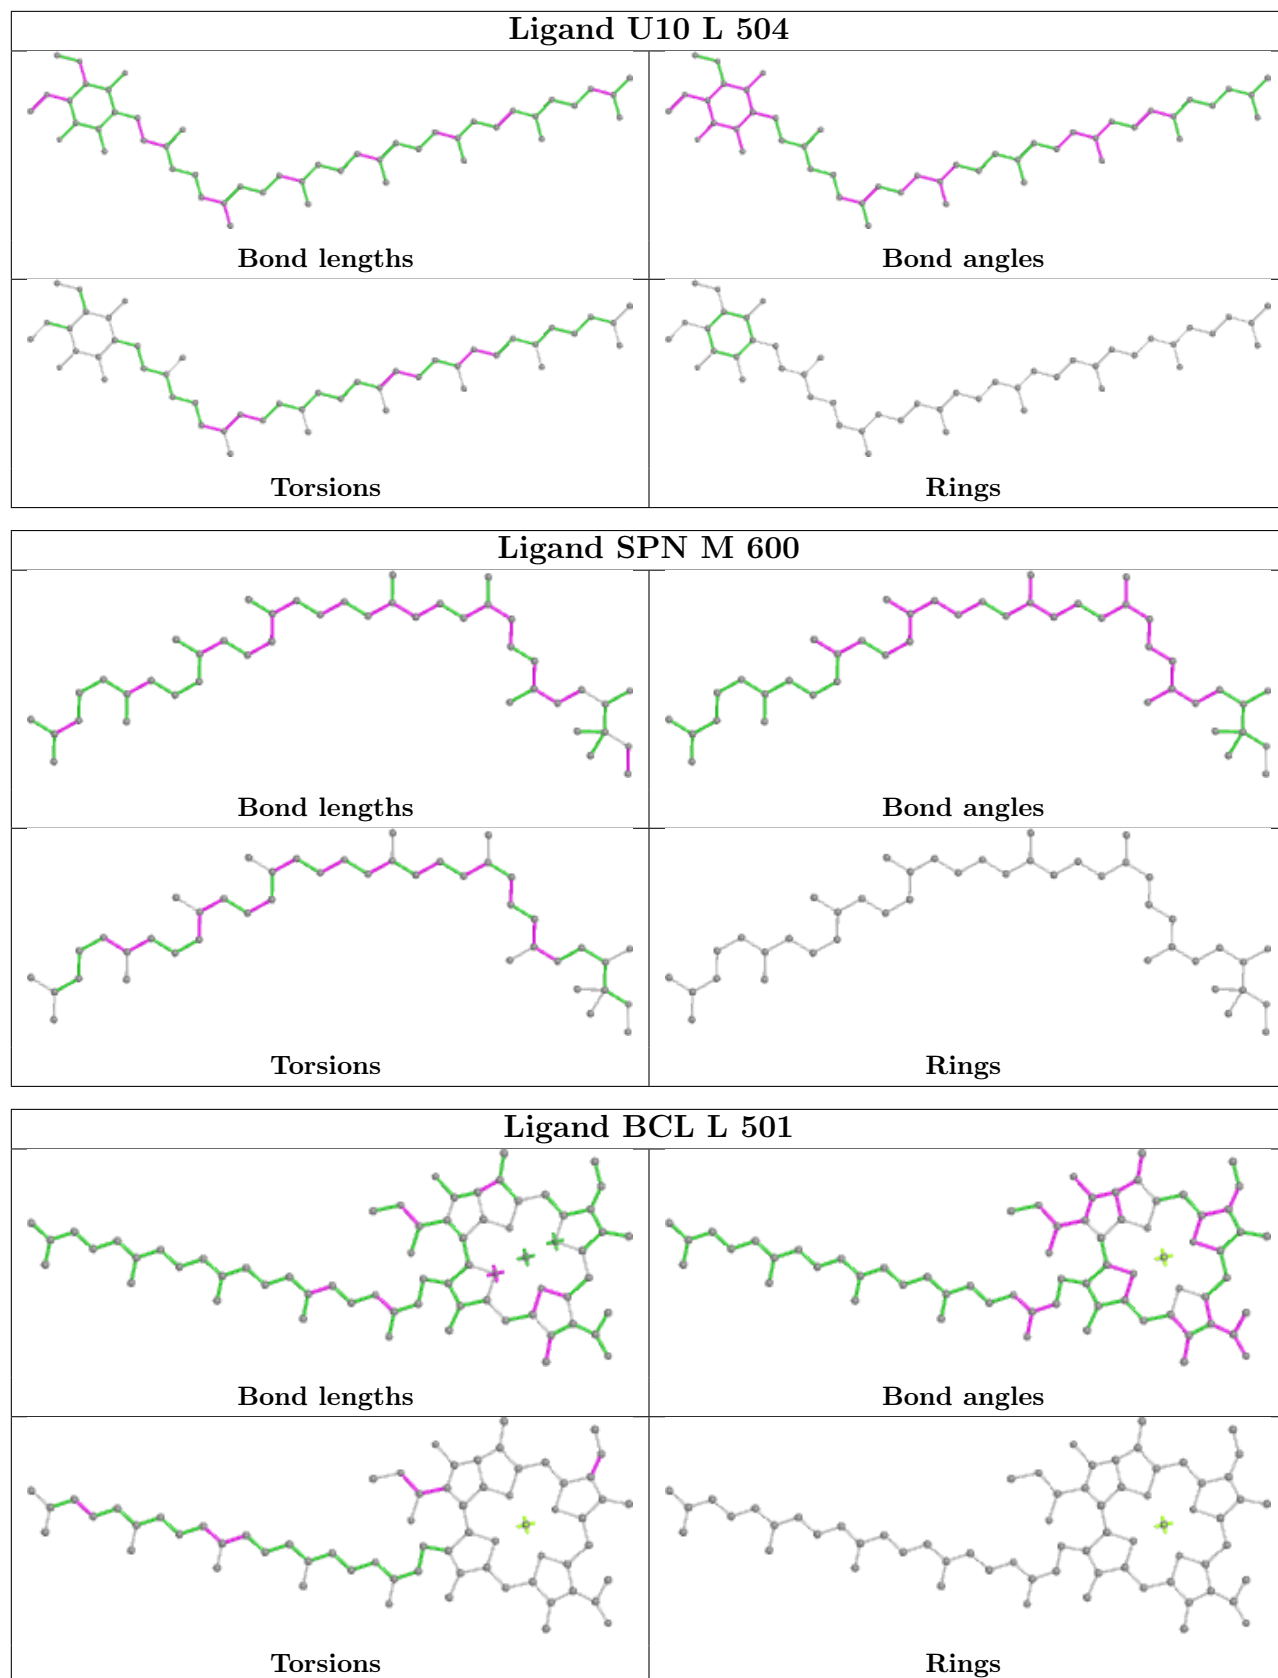 Ligand U10 L 504
Bond lengths
Bond angles
Torsions
Rings
Ligand SPN M 600
Bond lengths
Bond angles
Torsions
Rings
Ligand BCL L 501
Bond lengths
Bond angles
Torsions
Rings